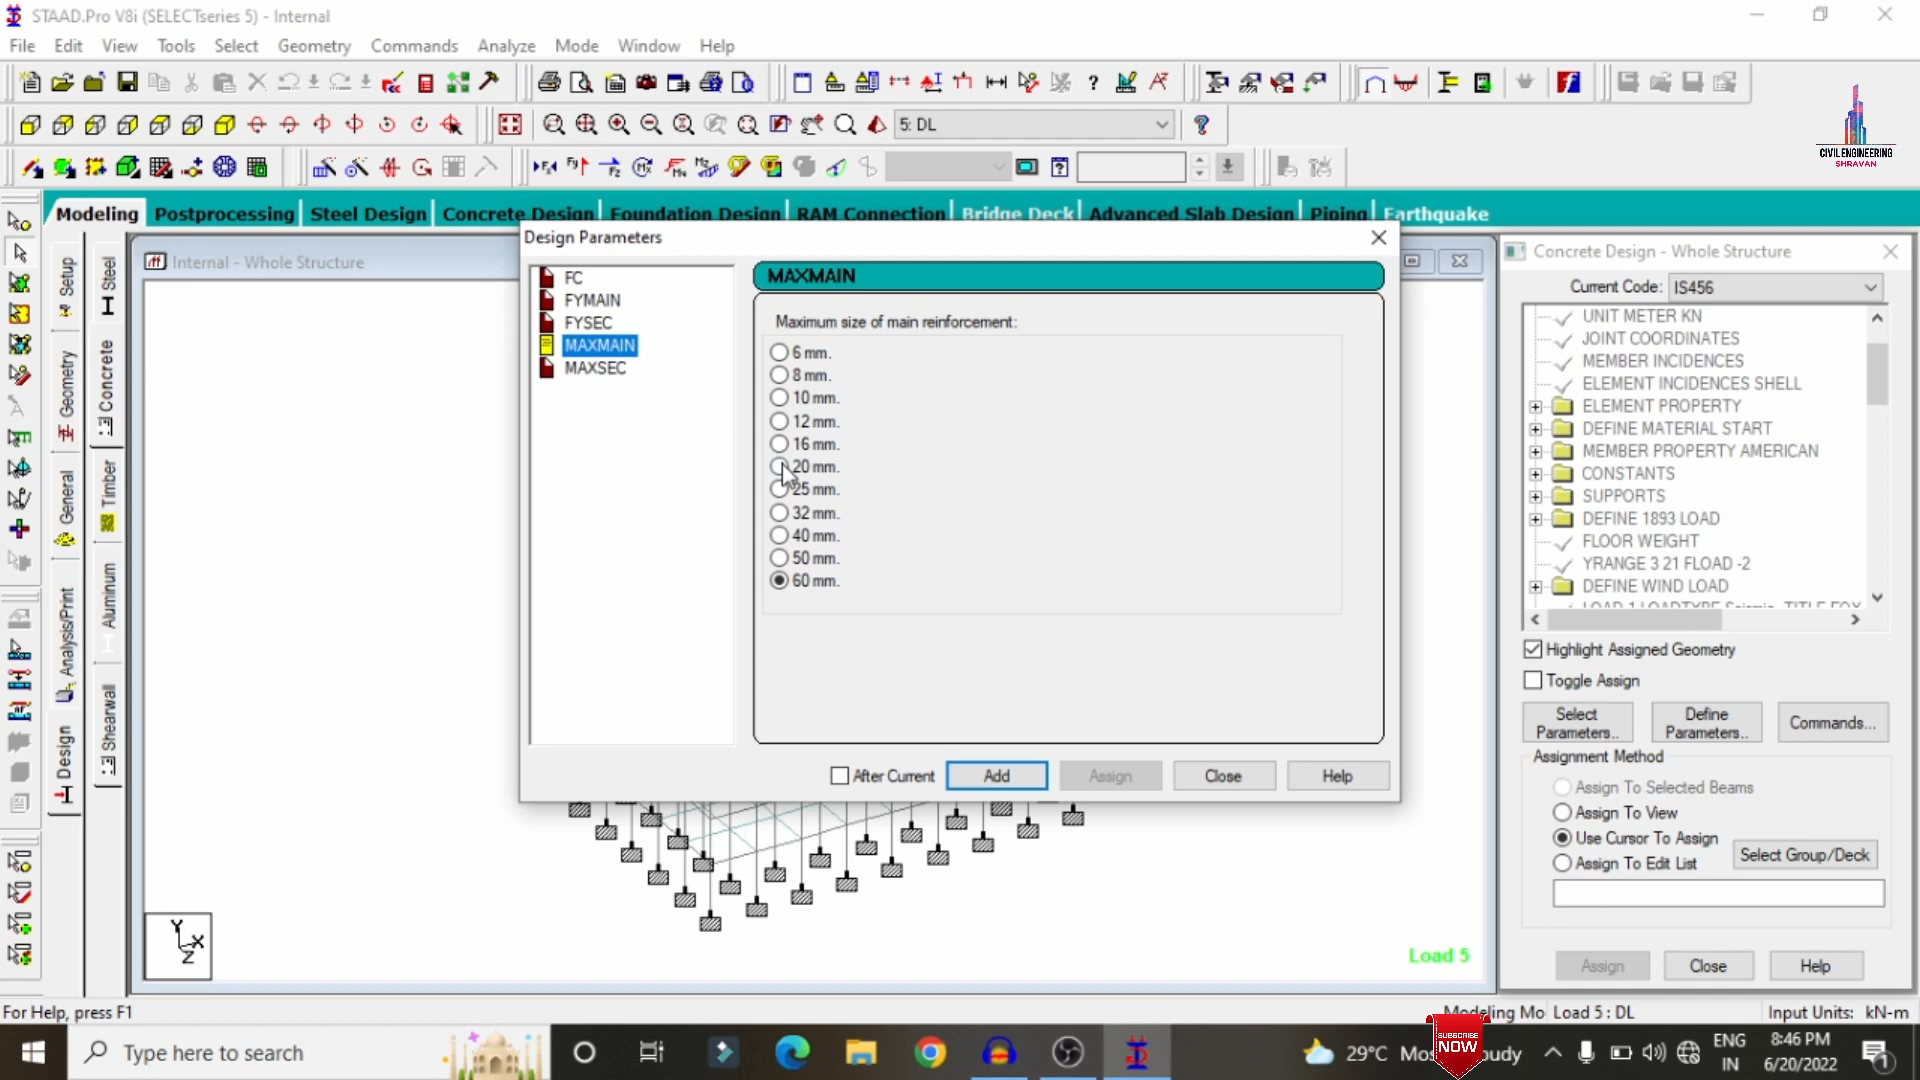 STAAD.Pro V8i (SELECTseries 5) - Internal
File Edit View Tools Select Geometry Commands Analyze Mode Window Help
5: DL
CIVIL ENGINEERING
SHRAVAN
Modeling Postprocessing Steel Design Concrete Design Foundation Design RAM Connection Bridge Deck Advanced Slab Design Piping Earthquake
Setup
Geometry
General
Analysis/Print
Design
Steel
Concrete
Timber
Aluminum
Shearwall
Internal - Whole Structure
Design Parameters
FC
FYMAIN
FYSEC
MAXMAIN
MAXSEC
MAXMAIN
Maximum size of main reinforcement:
6 mm.
8 mm.
10 mm.
12 mm.
16 mm.
20 mm.
25 mm.
32 mm.
40 mm.
50 mm.
60 mm.
After Current Add Assign Close Help
Y
X
Z
Load 5
Concrete Design - Whole Structure
Current Code: IS456
UNIT METER KN
JOINT COORDINATES
MEMBER INCIDENCES
ELEMENT INCIDENCES SHELL
ELEMENT PROPERTY
DEFINE MATERIAL START
MEMBER PROPERTY AMERICAN
CONSTANTS
SUPPORTS
DEFINE 1893 LOAD
FLOOR WEIGHT
YRANGE 3 21 FLOAD -2
DEFINE WIND LOAD
Highlight Assigned Geometry
Toggle Assign
Select Parameters..
Define Parameters..
Commands...
Assignment Method
Assign To Selected Beams
Assign To View
Use Cursor To Assign
Assign To Edit List
Select Group/Deck
Assign Close Help
For Help, press F1
Modeling Mo Load 5 : DL Input Units: kN-m
Type here to search
29°C
SUBSCRIBE
NOW
ENG
IN
8:46 PM
6/20/2022
1